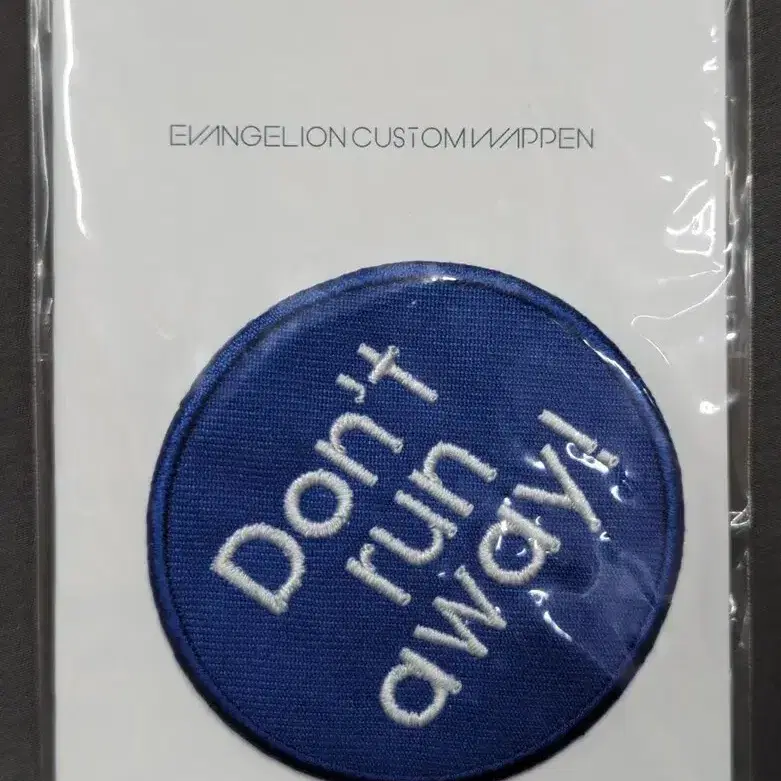 EVANGELION CUSTOM WAPPEN
Don't
run
away!